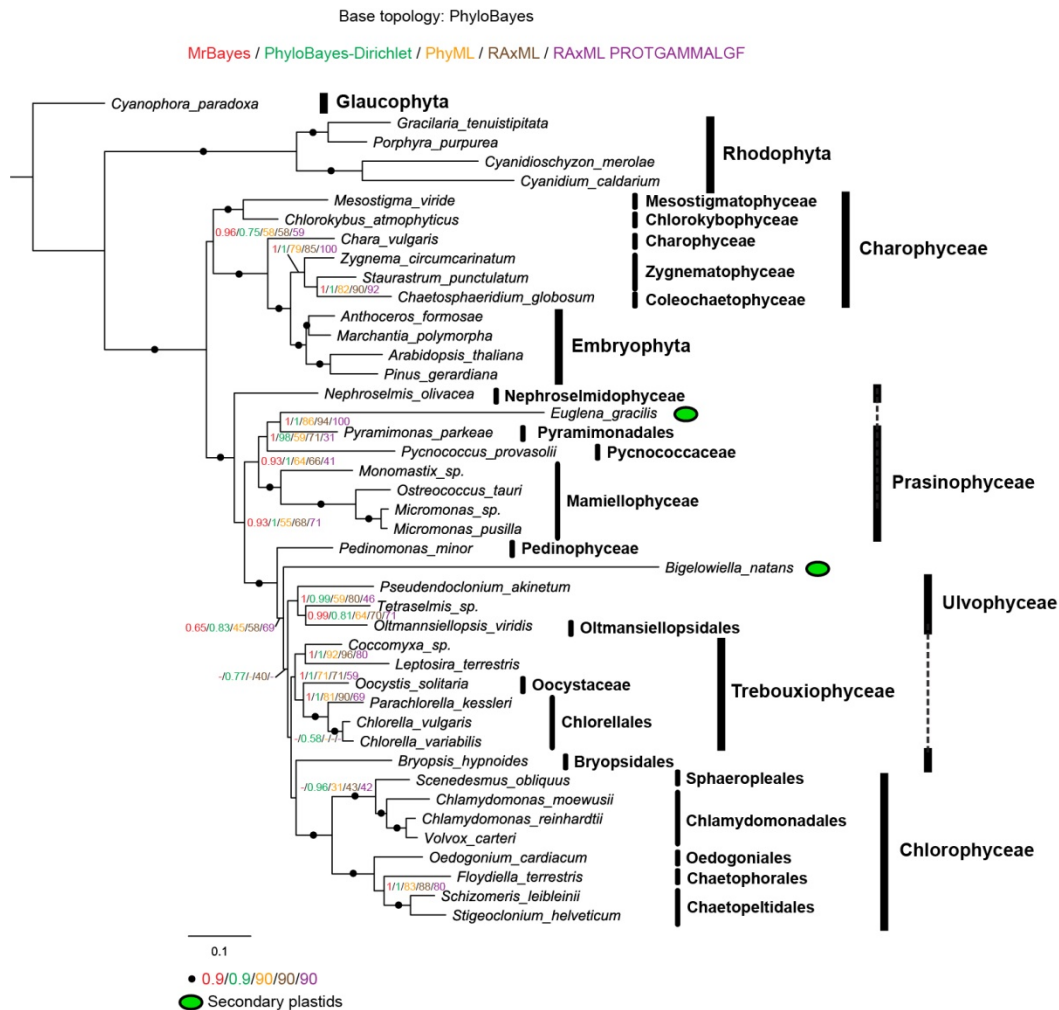 Base topology: PhyloBayes
MrBayes / PhyloBayes-Dirichlet / PhyML / RAxML / RAxML PROTGAMMALGF
Cyanophora_paradoxa Glaucophyta
Gracilaria_tenuistipitata
Porphyra_purpurea
Rhodophyta
Cyanidioschyzon_merolae
Cyanidium_caldarium
Mesostigma_viride Mesostigmatophyceae
Chlorokybus_atmophyticus Chlorokybophyceae
0.96/0.75/58/58/59
Chara_vulgaris Charophyceae
Charophyceae
1/1/79/85/100
Zygnema_circumcarinatum
Zygnematophyceae
Staurastrum_punctulatum
1/1/82/90/92
Chaetosphaeridium_globosum Coleochaetophyceae
Anthoceros_formosae
Marchantia_polymorpha
Embryophyta
Arabidopsis_thaliana
Pinus_gerardiana
Nephroselmis_olivacea Nephroselmidophyceae
Euglena_gracilis
1/1/86/94/100
Pyramimonas_parkeae Pyramimonadales
1/98/59/71/31
Pycnococcus_provasolii Pycnococcaceae
0.93/1/64/66/41
Monomastix_sp.
Prasinophyceae
Ostreococcus_tauri
Mamiellophyceae
Micromonas_sp.
0.93/1/55/68/71
Micromonas_pusilla
Pedinomonas_minor Pedinophyceae
Bigelowiella_natans
Pseudendoclonium_akinetum
1/0.99/59/80/46
Ulvophyceae
Tetraselmis_sp.
0.99/0.81/64/70/71
Oltmannsiellopsis_viridis Oltmansiellopsidales
0.65/0.83/45/58/69
Coccomyxa_sp.
1/1/92/96/80
Leptosira_terrestris
-/0.77/-/40/-
1/1/71/71/59
Oocystis_solitaria Oocystaceae
Trebouxiophyceae
1/1/81/90/69
Parachlorella_kessleri
Chlorella_vulgaris Chlorellales
-/0.58/-/-/-
Chlorella_variabilis
Bryopsis_hypnoides Bryopsidales
Scenedesmus_obliquus Sphaeropleales
-/0.96/31/43/42
Chlamydomonas_moewusii
Chlamydomonas_reinhardtii Chlamydomonadales
Volvox_carteri
Chlorophyceae
Oedogonium_cardiacum Oedogoniales
Floydiella_terrestris Chaetophorales
1/1/83/88/80
Schizomeris_leibleinii
Chaetopeltidales
Stigeoclonium_helveticum
0.1
0.9/0.9/90/90/90
Secondary plastids